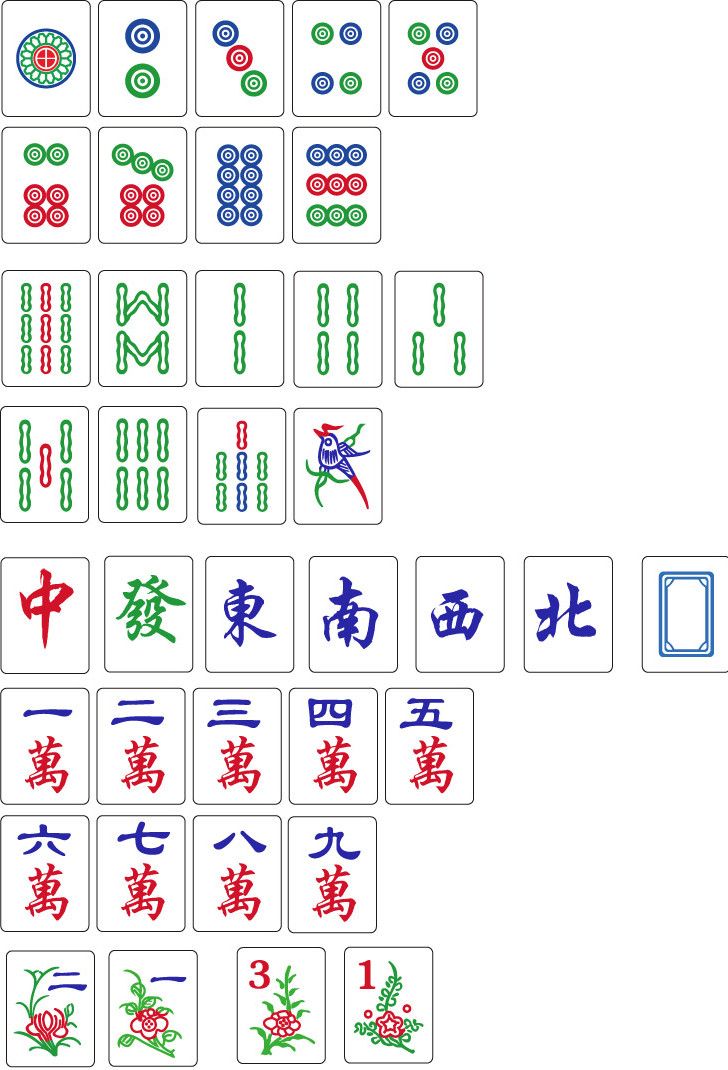 中 發 東 南 西 北
一萬 二萬 三萬 四萬 五萬
六萬 七萬 八萬 九萬
二 一 3 1